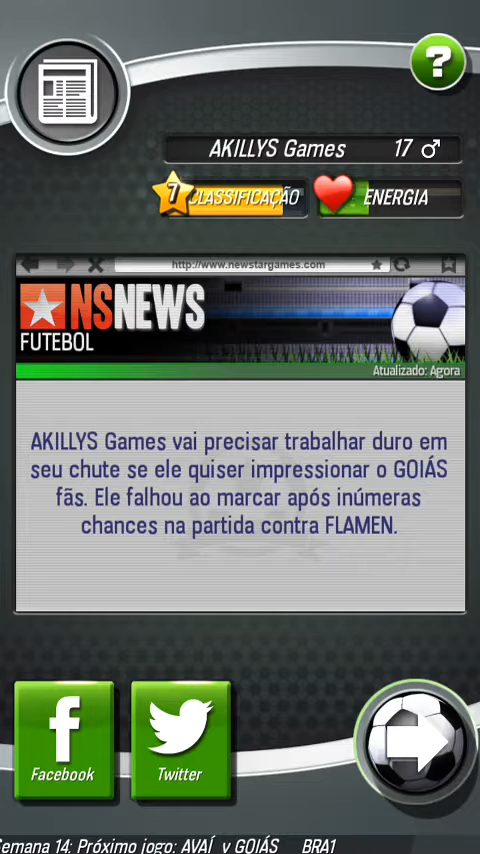 ?
AKILLYS Games 17 ♂
7 CLASSIFICAÇÃO ENERGIA
http://www.newstargames.com
NSNEWS
FUTEBOL
Atualizado: Agora
AKILLYS Games vai precisar trabalhar duro em
seu chute se ele quiser impressionar o GOIÁS
fãs. Ele falhou ao marcar após inúmeras
chances na partida contra FLAMEN.
f
Facebook Twitter
Semana 14: Próximo jogo: AVAÍ v GOIÁS BRA1